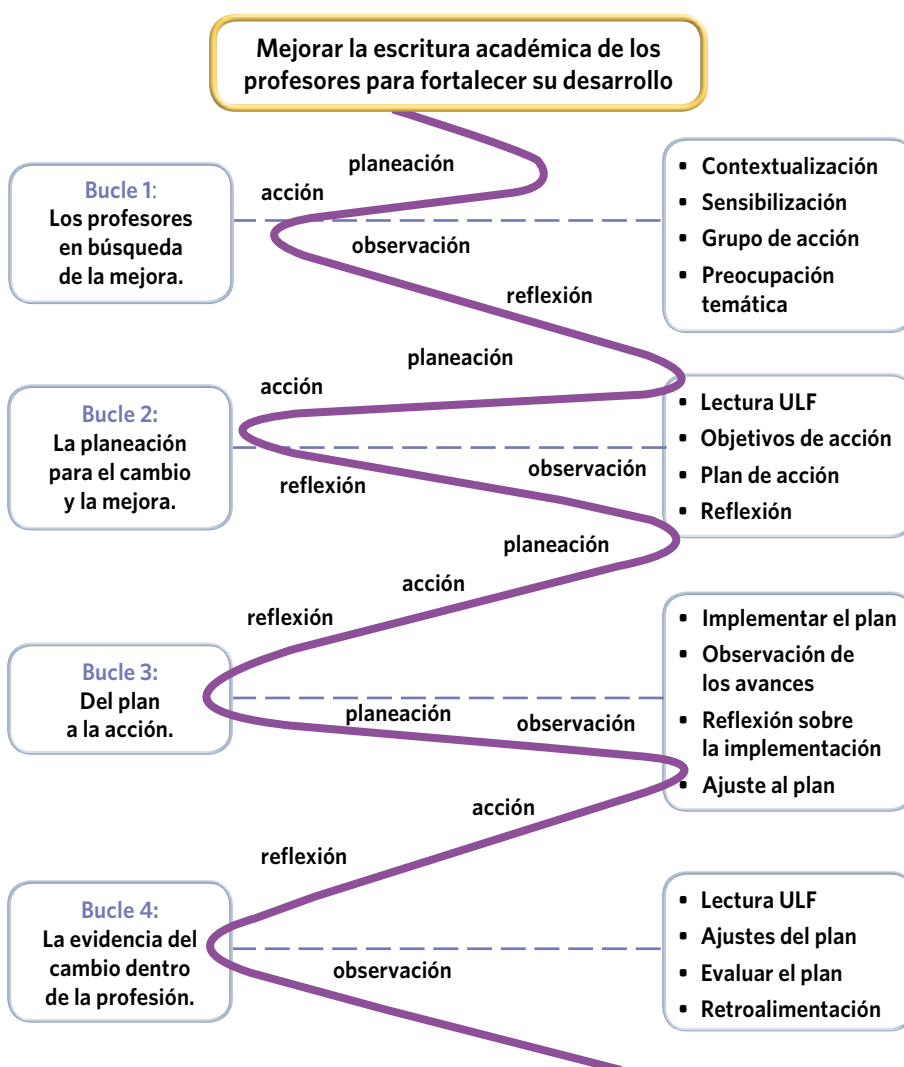 Mejorar la escritura académica de los
profesores para fortalecer su desarrollo
planeación
acción
Bucle 1:
Los profesores
en búsqueda
de la mejora.
observación
reflexión
▪ Contextualización
▪ Sensibilización
▪ Grupo de acción
▪ Preocupación
temática
planeación
acción
Bucle 2:
La planeación
para el cambio
y la mejora.
observación
reflexión
▪ Lectura ULF
▪ Objetivos de acción
▪ Plan de acción
▪ Reflexión
planeación
acción
reflexión
Bucle 3:
Del plan
a la acción.
planeación
observación
▪ Implementar el plan
▪ Observación de
los avances
▪ Reflexión sobre
la implementación
▪ Ajuste al plan
acción
reflexión
Bucle 4:
La evidencia del
cambio dentro
de la profesión.
observación
▪ Lectura ULF
▪ Ajustes del plan
▪ Evaluar el plan
▪ Retroalimentación